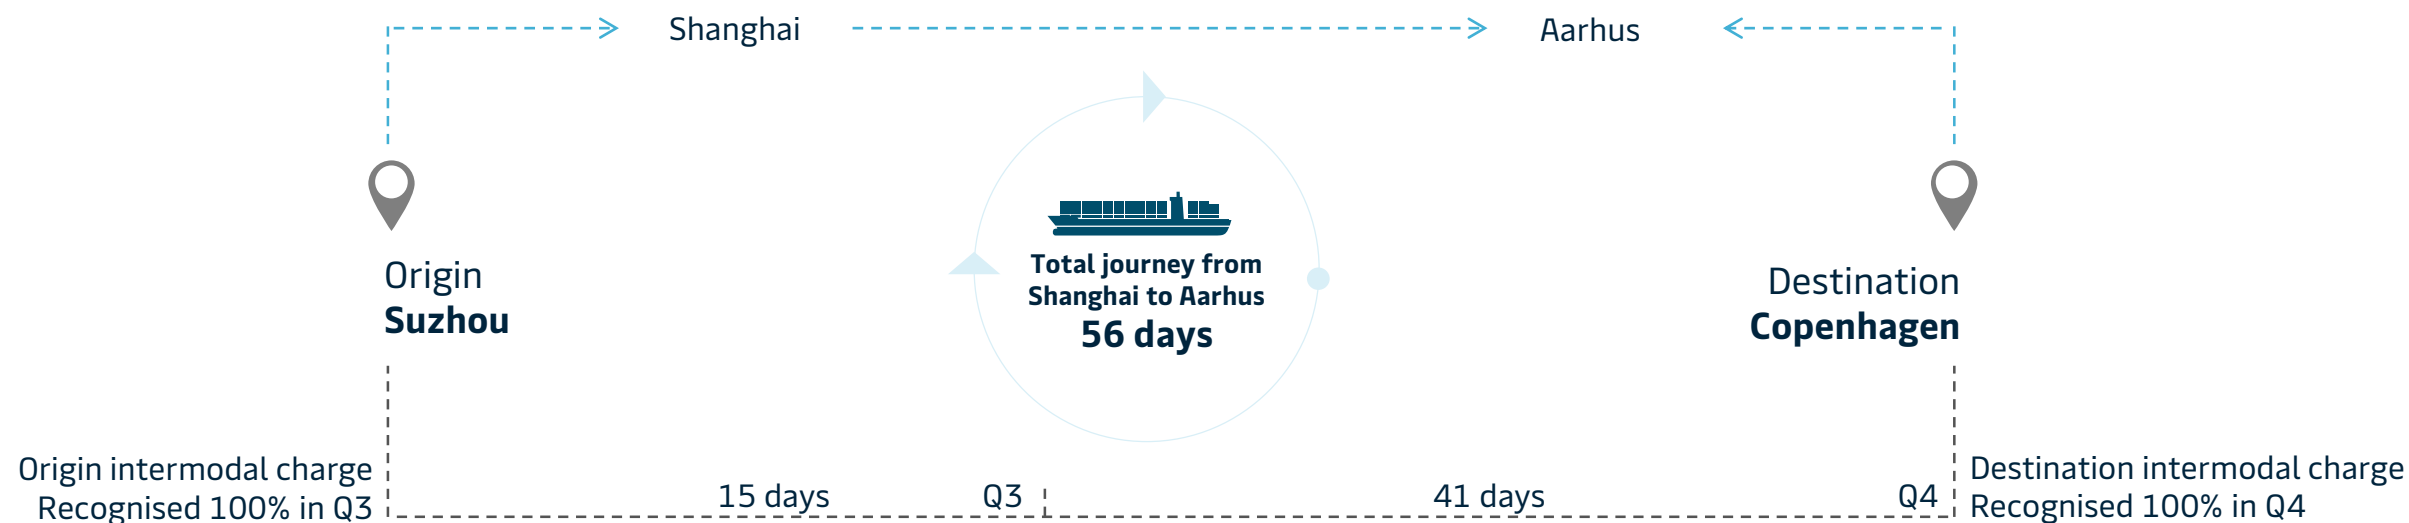 Shanghai
Aarhus
Total journey from
Shanghai to Aarhus
56 days
Origin
Suzhou
Destination
Copenhagen
Origin intermodal charge
Recognised 100% in Q3
15 days
Q3
41 days
Q4
Destination intermodal charge
Recognised 100% in Q4